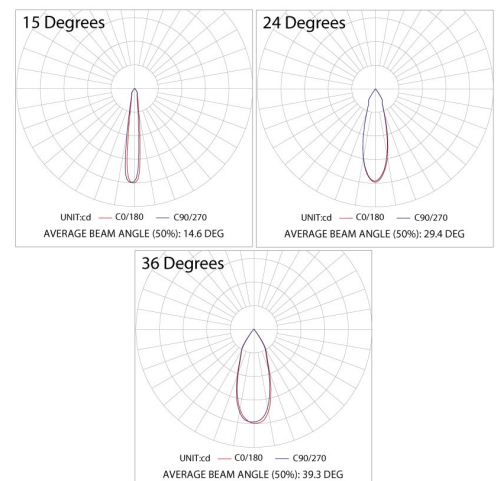 15 Degrees
UNIT:cd C0/180 C90/270
AVERAGE BEAM ANGLE (50%): 14.6 DEG
24 Degrees
UNIT:cd C0/180 C90/270
AVERAGE BEAM ANGLE (50%): 29.4 DEG
36 Degrees
UNIT:cd C0/180 C90/270
AVERAGE BEAM ANGLE (50%): 39.3 DEG